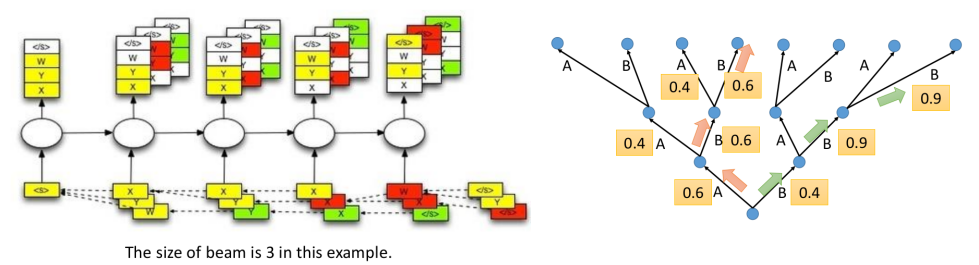 </s>
W
Y
X
</s>
W
Y
X
</s>
W
Y
X
</s>
W
Y
X
</s>
W
Y
X
<s>
X
Y
W
X
Y
Y
X
X
X
W
X
</s>
</s>
Y
</s>
The size of beam is 3 in this example.
A B A B A B A B
0.4 0.6 0.9
0.4 A B 0.6 A B 0.9
0.6 A B 0.4